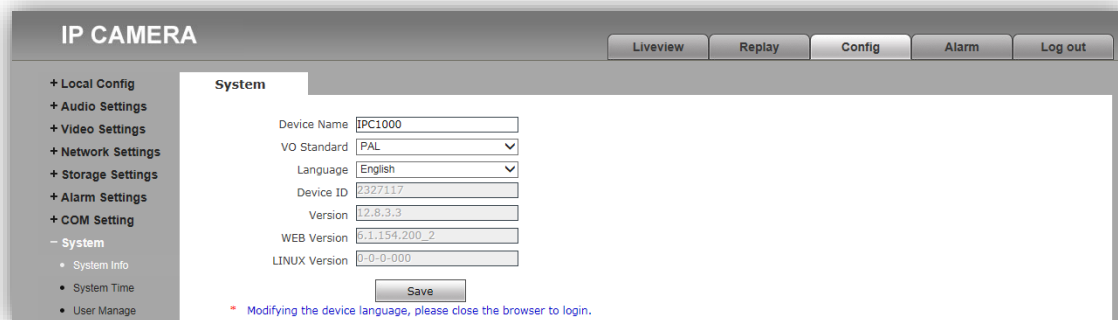 IP CAMERA
Liveview Replay Config Alarm Log out
+ Local Config
+ Audio Settings
+ Video Settings
+ Network Settings
+ Storage Settings
+ Alarm Settings
+ COM Setting
− System
• System Info
• System Time
• User Manage
System
Device Name IPC1000
VO Standard PAL
Language English
Device ID 2327117
Version 12.8.3.3
WEB Version 6.1.154.200_2
LINUX Version 0-0-0-000
Save
* Modifying the device language, please close the browser to login.